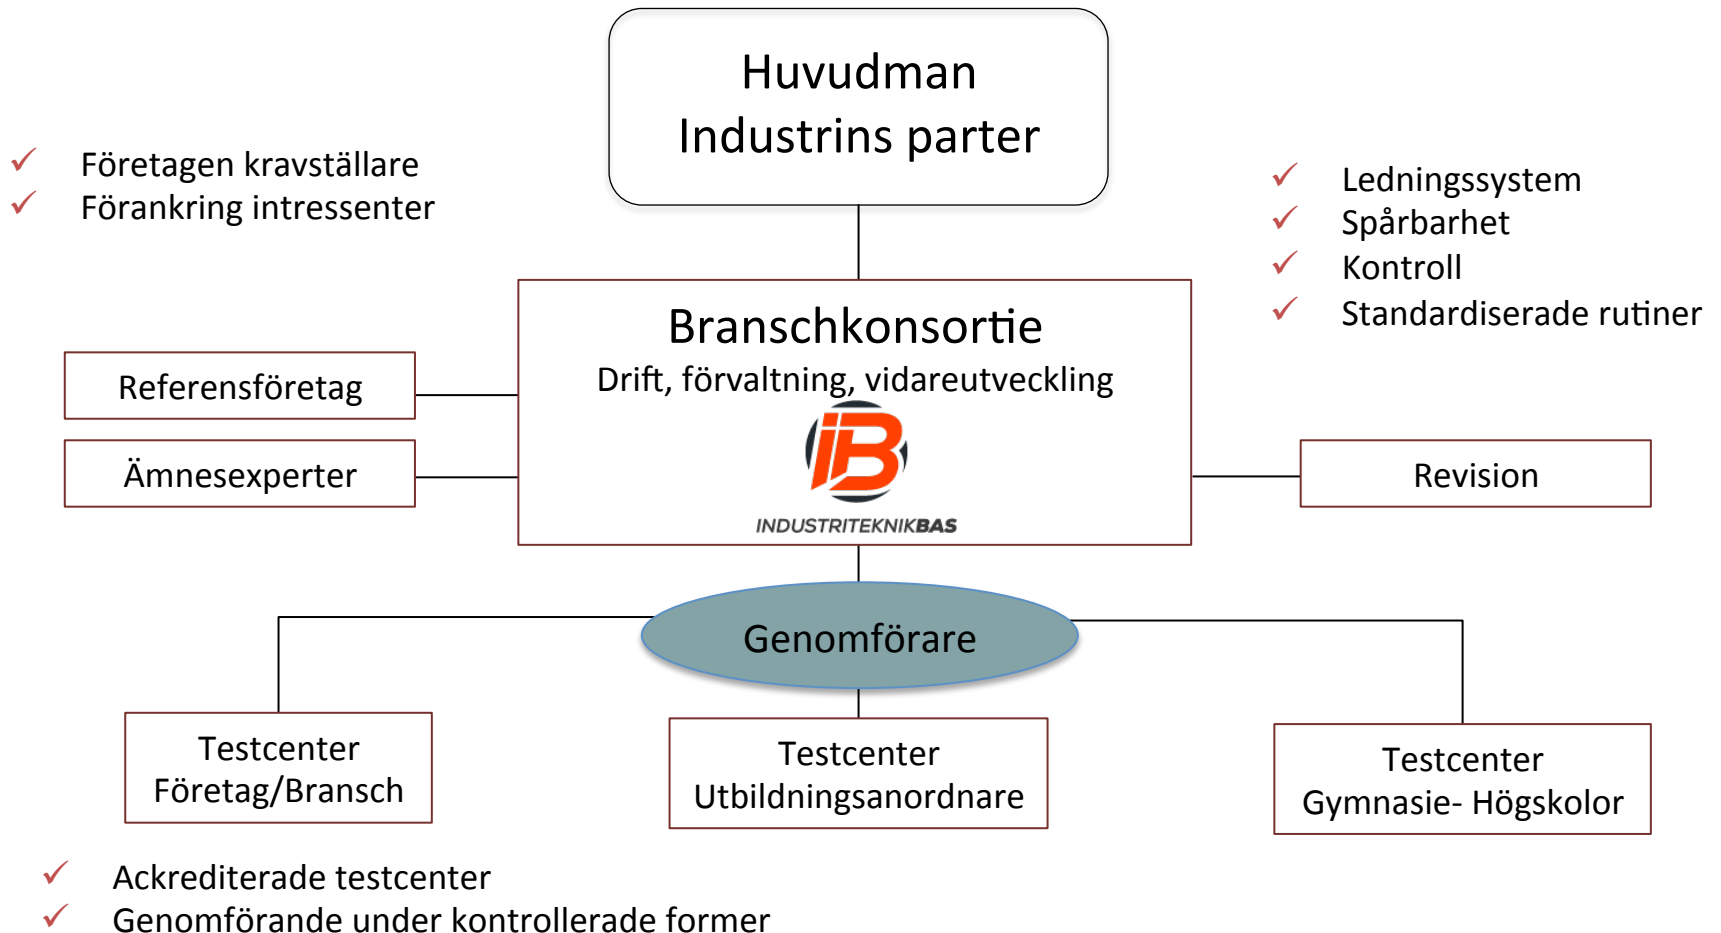 Huvudman
Industrins parter
Företagen kravställare
Förankring intressenter
Ledningssystem
Spårbarhet
Kontroll
Standardiserade rutiner
Branschkonsortie
Drift, förvaltning, vidareutveckling
iB
INDUSTRITEKNIKBAS
Referensföretag
Ämnesexperter
Revision
Genomförare
Testcenter
Företag/Bransch
Testcenter
Utbildningsanordnare
Testcenter
Gymnasie- Högskolor
Ackrediterade testcenter
Genomförande under kontrollerade former